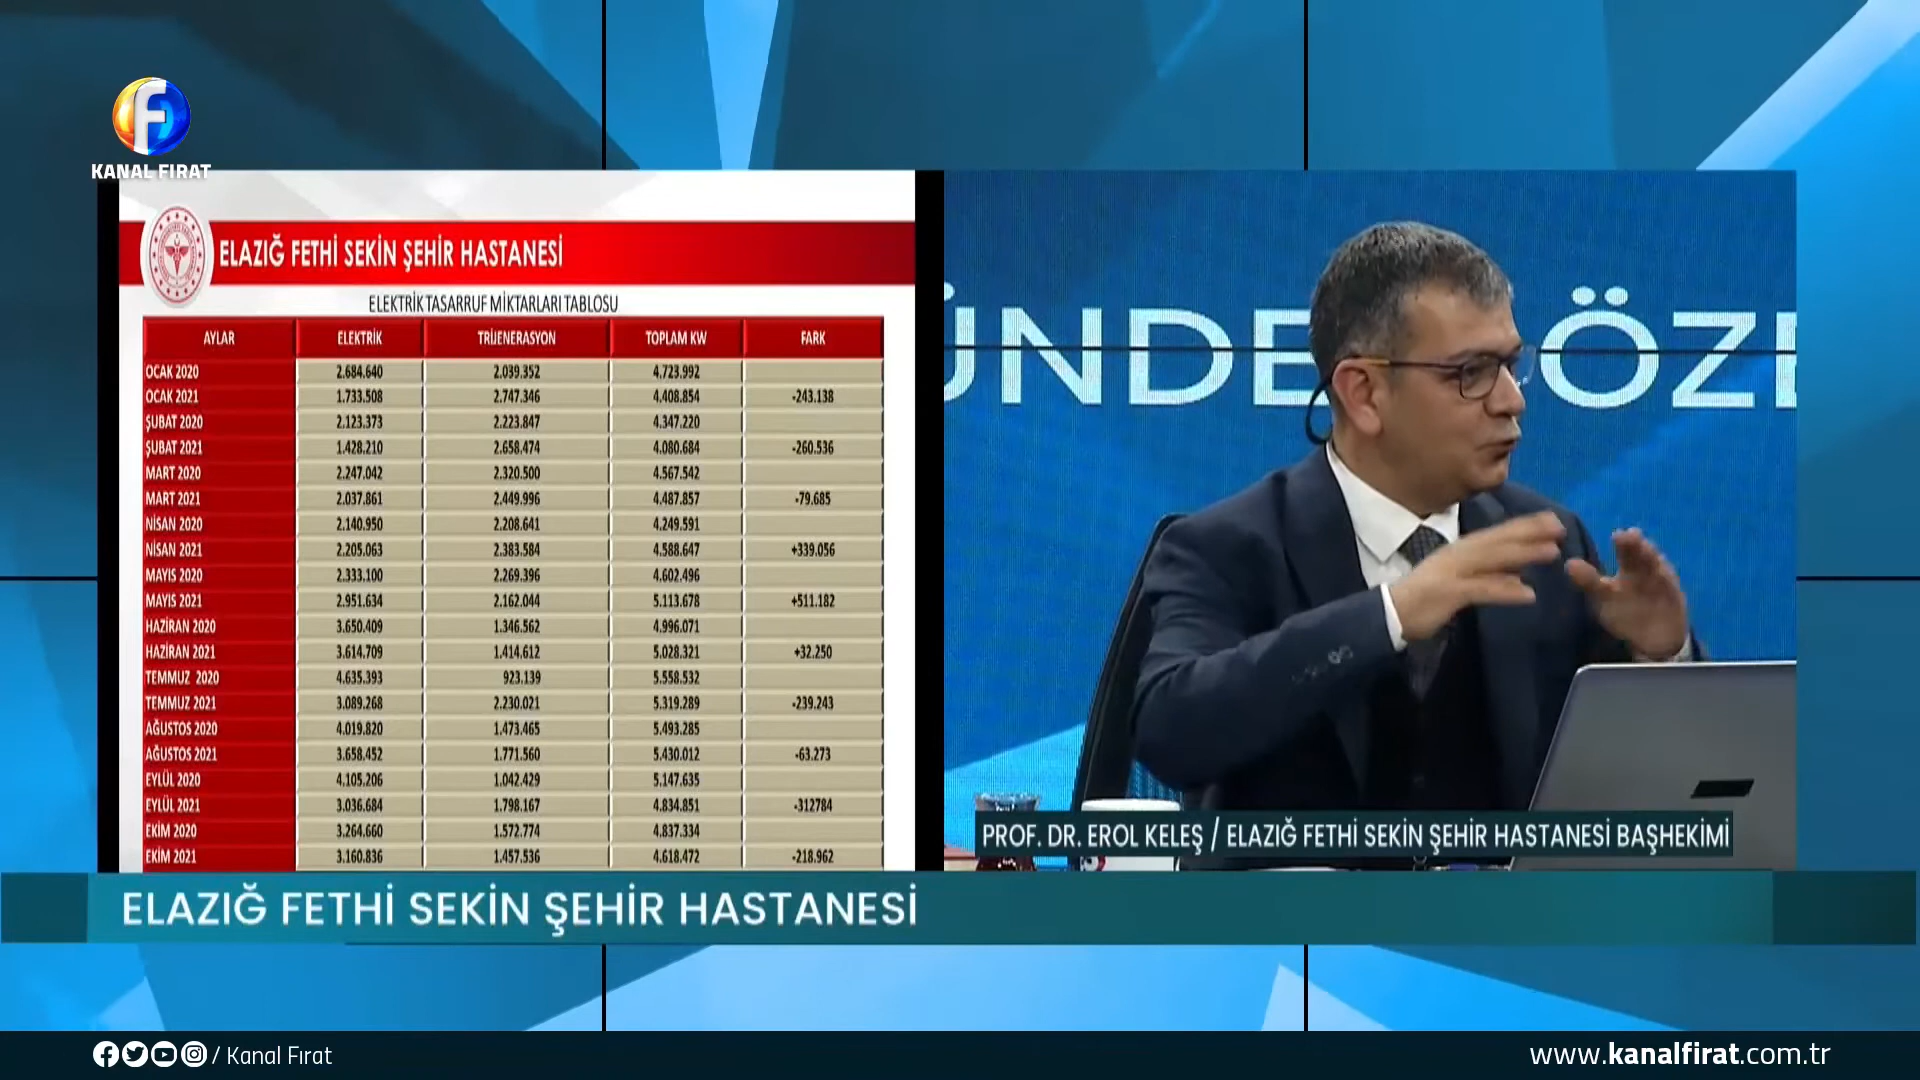 KANAL FIRAT
ELAZIĞ FETHİ SEKİN ŞEHİR HASTANESİ
ELEKTRİK TASARRUF MİKTARLARI TABLOSU
AYLAR ELEKTRİK TRİJENERASYON TOPLAM KW FARK
OCAK 2020 2.684.640 2.039.352 4.723.992
OCAK 2021 1.733.508 2.747.346 4.408.854 -243.138
ŞUBAT 2020 2.123.373 2.223.847 4.347.220
ŞUBAT 2021 1.428.210 2.658.474 4.080.684 -260.536
MART 2020 2.247.042 2.320.500 4.567.542
MART 2021 2.037.861 2.449.996 4.487.857 -79.685
NİSAN 2020 2.140.950 2.208.641 4.249.591
NİSAN 2021 2.205.063 2.383.584 4.588.647 +339.056
MAYIS 2020 2.333.100 2.269.396 4.602.496
MAYIS 2021 2.951.634 2.162.044 5.113.678 +511.182
HAZİRAN 2020 3.650.409 1.346.562 4.996.071
HAZİRAN 2021 3.614.709 1.414.612 5.028.321 +32.250
TEMMUZ 2020 4.635.393 923.139 5.558.532
TEMMUZ 2021 3.089.268 2.230.021 5.319.289 -239.243
AĞUSTOS 2020 4.019.820 1.473.465 5.493.285
AĞUSTOS 2021 3.658.452 1.771.560 5.430.012 -63.273
EYLÜL 2020 4.105.206 1.042.429 5.147.635
EYLÜL 2021 3.036.684 1.798.167 4.834.851 -312784
EKİM 2020 3.264.660 1.572.774 4.837.334
EKİM 2021 3.160.836 1.457.536 4.618.472 -218.962
ÜNDE ÖZE
PROF. DR. EROL KELEŞ / ELAZIĞ FETHİ SEKİN ŞEHİR HASTANESİ BAŞHEKİMİ
ELAZIĞ FETHİ SEKİN ŞEHİR HASTANESİ
/ Kanal Fırat
www.kanalfirat.com.tr